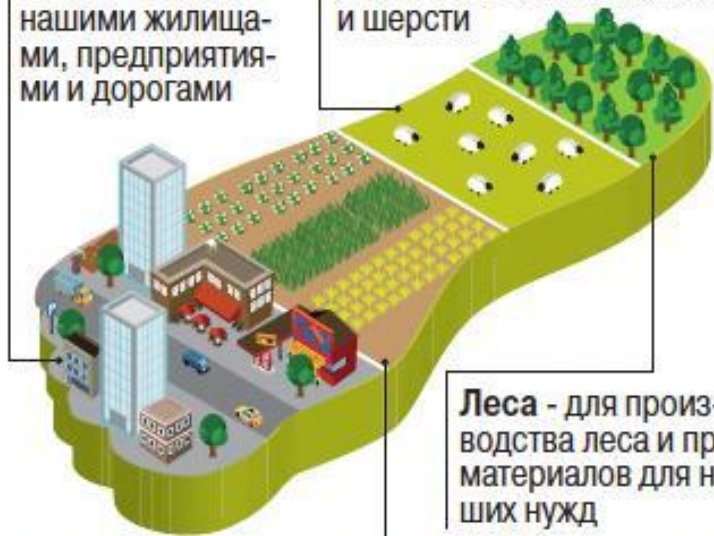 нашими жилища-
ми, предприятия-
ми и дорогами
и шерсти
Леса - для произ-
водства леса и
материалов для
ших нужд